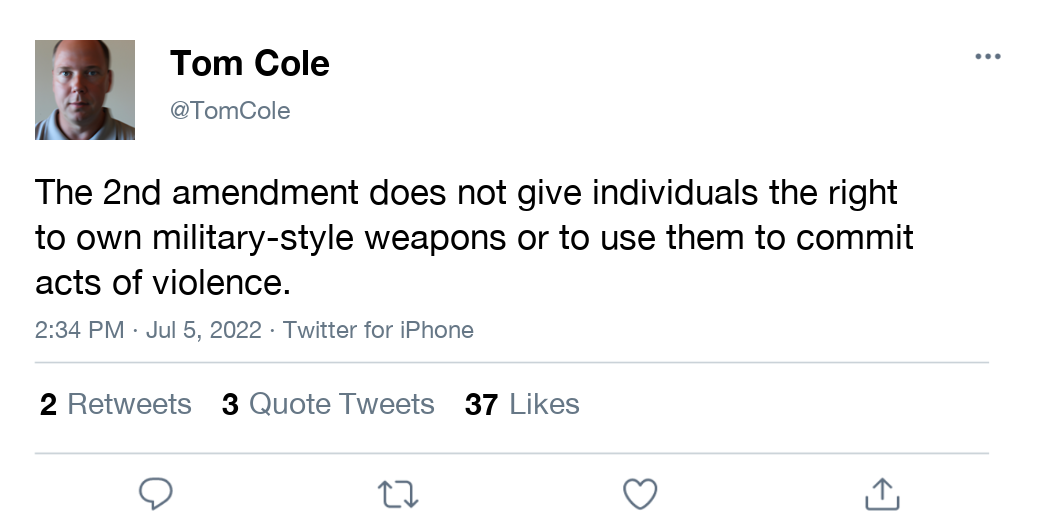 Tom Cole
@TomCole
The 2nd amendment does not give individuals the right
to own military-style weapons or to use them to commit
acts of violence.
2:34 PM · Jul 5, 2022 · Twitter for iPhone
2 Retweets 3 Quote Tweets 37 Likes